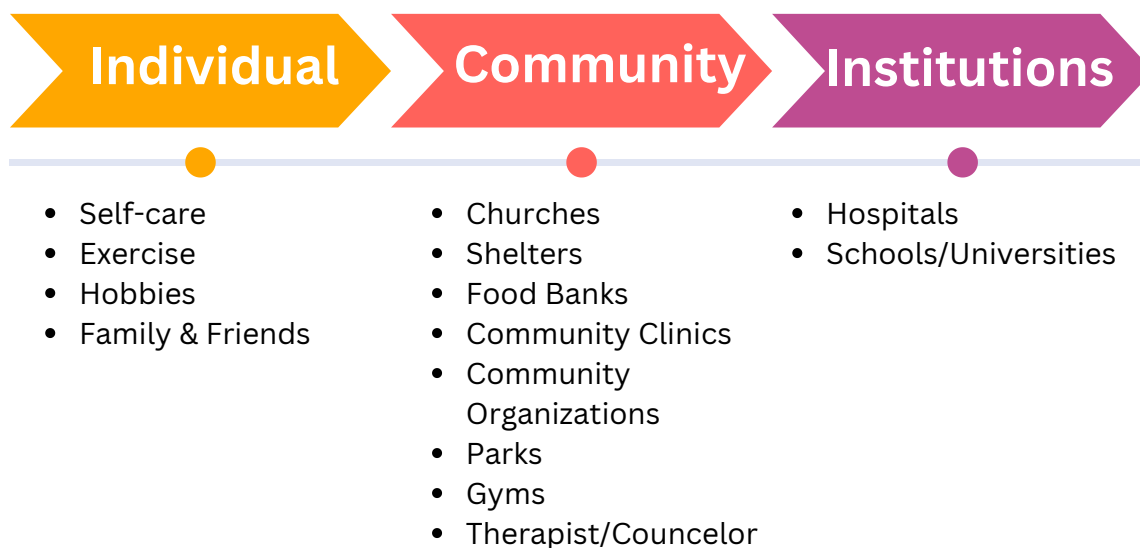 Individual
Community
Institutions
• Self-care
• Exercise
• Hobbies
• Family & Friends
• Churches
• Shelters
• Food Banks
• Community Clinics
• Community
Organizations
• Parks
• Gyms
• Therapist/Councelor
• Hospitals
• Schools/Universities